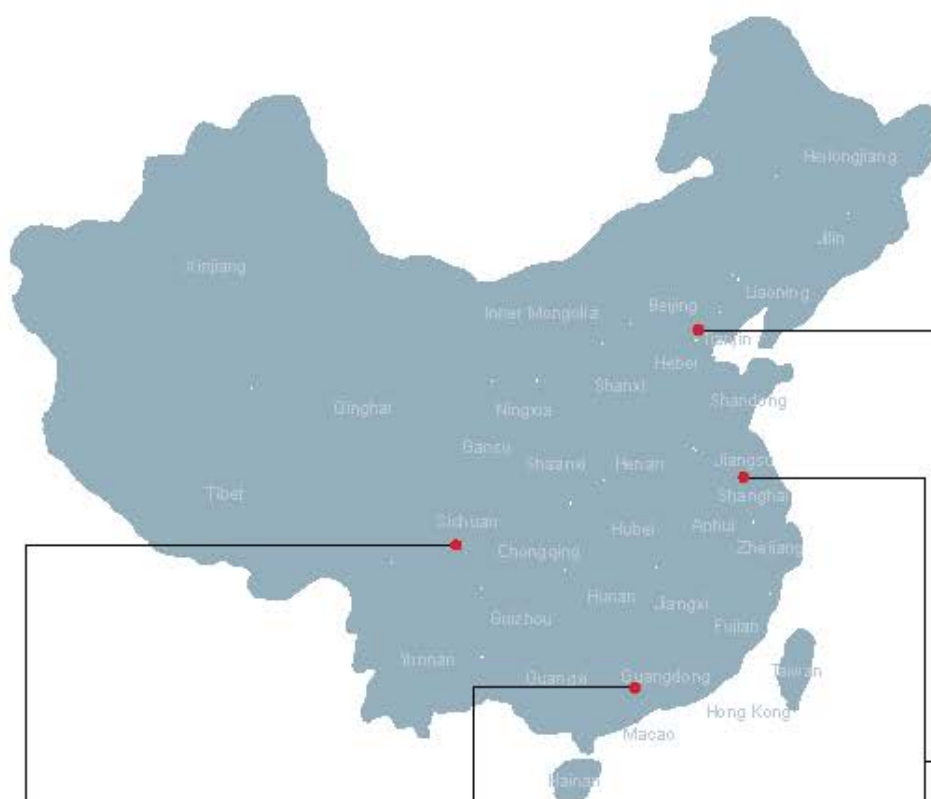 Heilongjiang
Jilin
Xinjiang
Liaoning
Beijing
Inner Mongolia
Tianjin
Hebei
Shanxi
Shandong
Qinghai
Ningxia
Gansu
Jiangsu
Shaanxi
Henan
Tibet
Shanghai
Sichuan
Hubei
Anhui
Chongqing
Zhejiang
Hunan
Jiangxi
Guizhou
Fujian
Yunnan
Taiwan
Guangxi
Guangdong
Hong Kong
Macao
Hainan